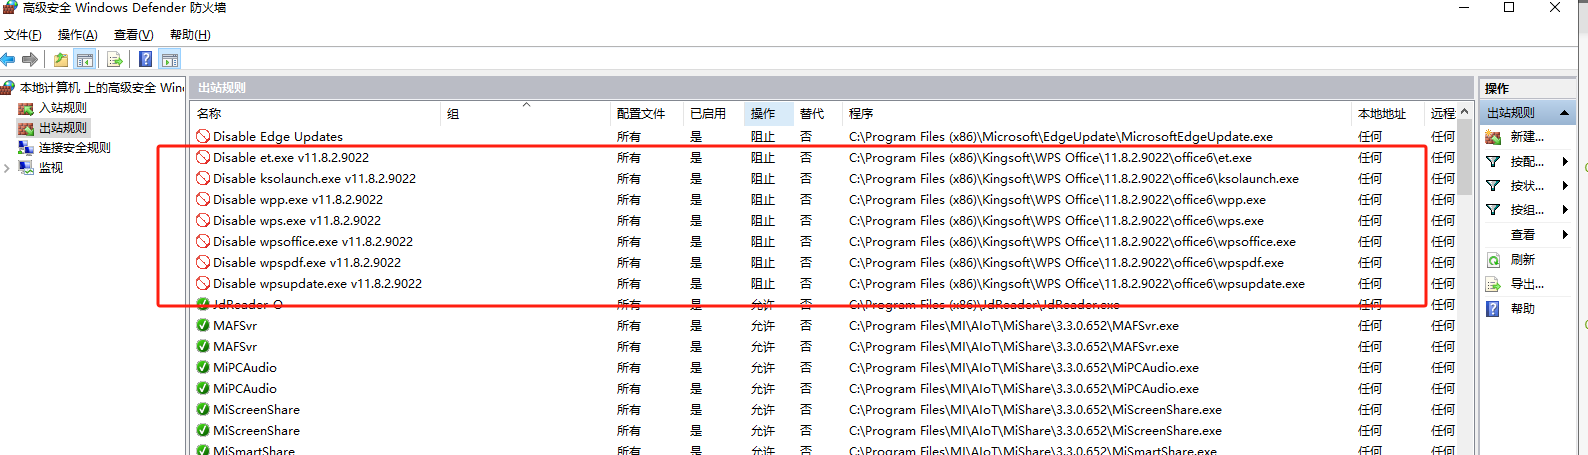 高级安全 Windows Defender 防火墙
文件(F) 操作(A) 查看(V) 帮助(H)
本地计算机 上的高级安全 Wind
入站规则
出站规则
连接安全规则
监视
出站规则
名称 组 配置文件 已启用 操作 替代 程序 本地地址 远程
Disable Edge Updates 所有 是 阻止 否 C:\Program Files (x86)\Microsoft\EdgeUpdate\MicrosoftEdgeUpdate.exe 任何 任何
Disable et.exe v11.8.2.9022 所有 是 阻止 否 C:\Program Files (x86)\Kingsoft\WPS Office\11.8.2.9022\office6\et.exe 任何 任何
Disable ksolaunch.exe v11.8.2.9022 所有 是 阻止 否 C:\Program Files (x86)\Kingsoft\WPS Office\11.8.2.9022\office6\ksolaunch.exe 任何 任何
Disable wpp.exe v11.8.2.9022 所有 是 阻止 否 C:\Program Files (x86)\Kingsoft\WPS Office\11.8.2.9022\office6\wpp.exe 任何 任何
Disable wps.exe v11.8.2.9022 所有 是 阻止 否 C:\Program Files (x86)\Kingsoft\WPS Office\11.8.2.9022\office6\wps.exe 任何 任何
Disable wpsoffice.exe v11.8.2.9022 所有 是 阻止 否 C:\Program Files (x86)\Kingsoft\WPS Office\11.8.2.9022\office6\wpsoffice.exe 任何 任何
Disable wpspdf.exe v11.8.2.9022 所有 是 阻止 否 C:\Program Files (x86)\Kingsoft\WPS Office\11.8.2.9022\office6\wpspdf.exe 任何 任何
Disable wpsupdate.exe v11.8.2.9022 所有 是 阻止 否 C:\Program Files (x86)\Kingsoft\WPS Office\11.8.2.9022\office6\wpsupdate.exe 任何 任何
JdReader-O 所有 是 允许 否 C:\Program Files (x86)\JdReader\JdReader.exe 任何 任何
MAFSvr 所有 是 允许 否 C:\Program Files\MI\AIoT\MiShare\3.3.0.652\MAFSvr.exe 任何 任何
MAFSvr 所有 是 允许 否 C:\Program Files\MI\AIoT\MiShare\3.3.0.652\MAFSvr.exe 任何 任何
MiPCAudio 所有 是 允许 否 C:\Program Files\MI\AIoT\MiShare\3.3.0.652\MiPCAudio.exe 任何 任何
MiPCAudio 所有 是 允许 否 C:\Program Files\MI\AIoT\MiShare\3.3.0.652\MiPCAudio.exe 任何 任何
MiScreenShare 所有 是 允许 否 C:\Program Files\MI\AIoT\MiShare\3.3.0.652\MiScreenShare.exe 任何 任何
MiScreenShare 所有 是 允许 否 C:\Program Files\MI\AIoT\MiShare\3.3.0.652\MiScreenShare.exe 任何 任何
MiSmartShare 所有 是 允许 否 C:\Program Files\MI\AIoT\MiShare\3.3.0.652\MiSmartShare.exe 任何 任何
操作
出站规则
新建...
按配...
按状...
按组...
查看
刷新
导出...
帮助